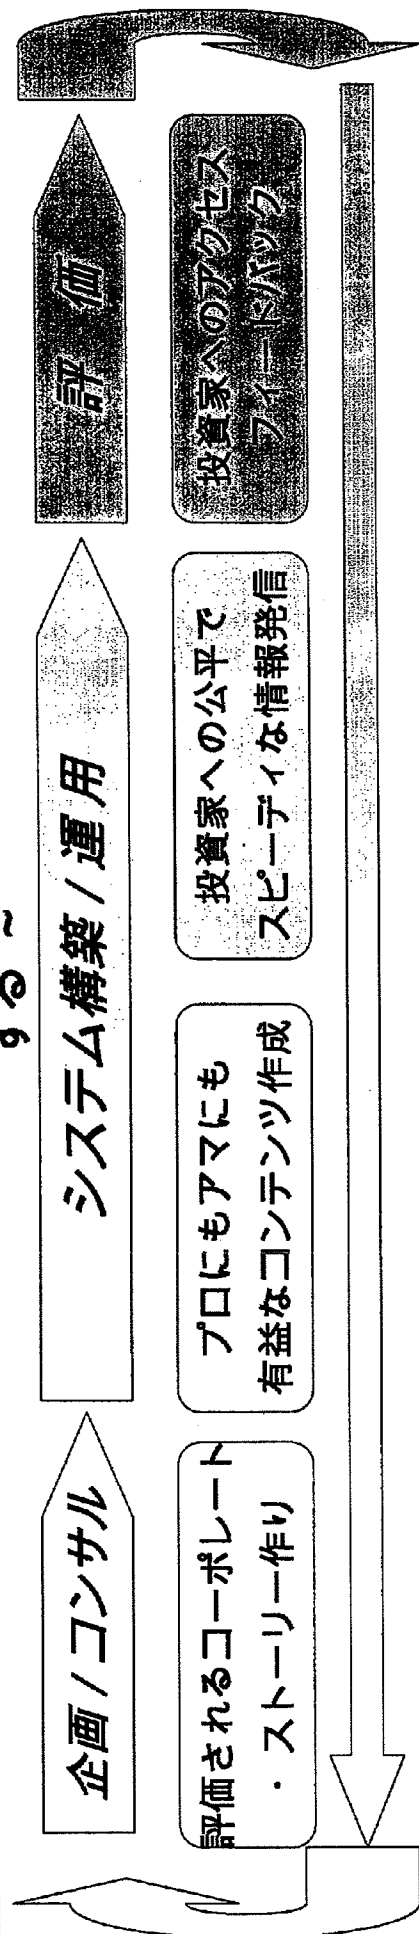 する～
企画/コンサル
システム構築/運用
評 価
評価されるコーポレート
・ストーリー作り
プロにもアマにも
有益なコンテンツ作成
投資家への公平で
スピーディな情報発信
投資家へのアクセス
フィードバック